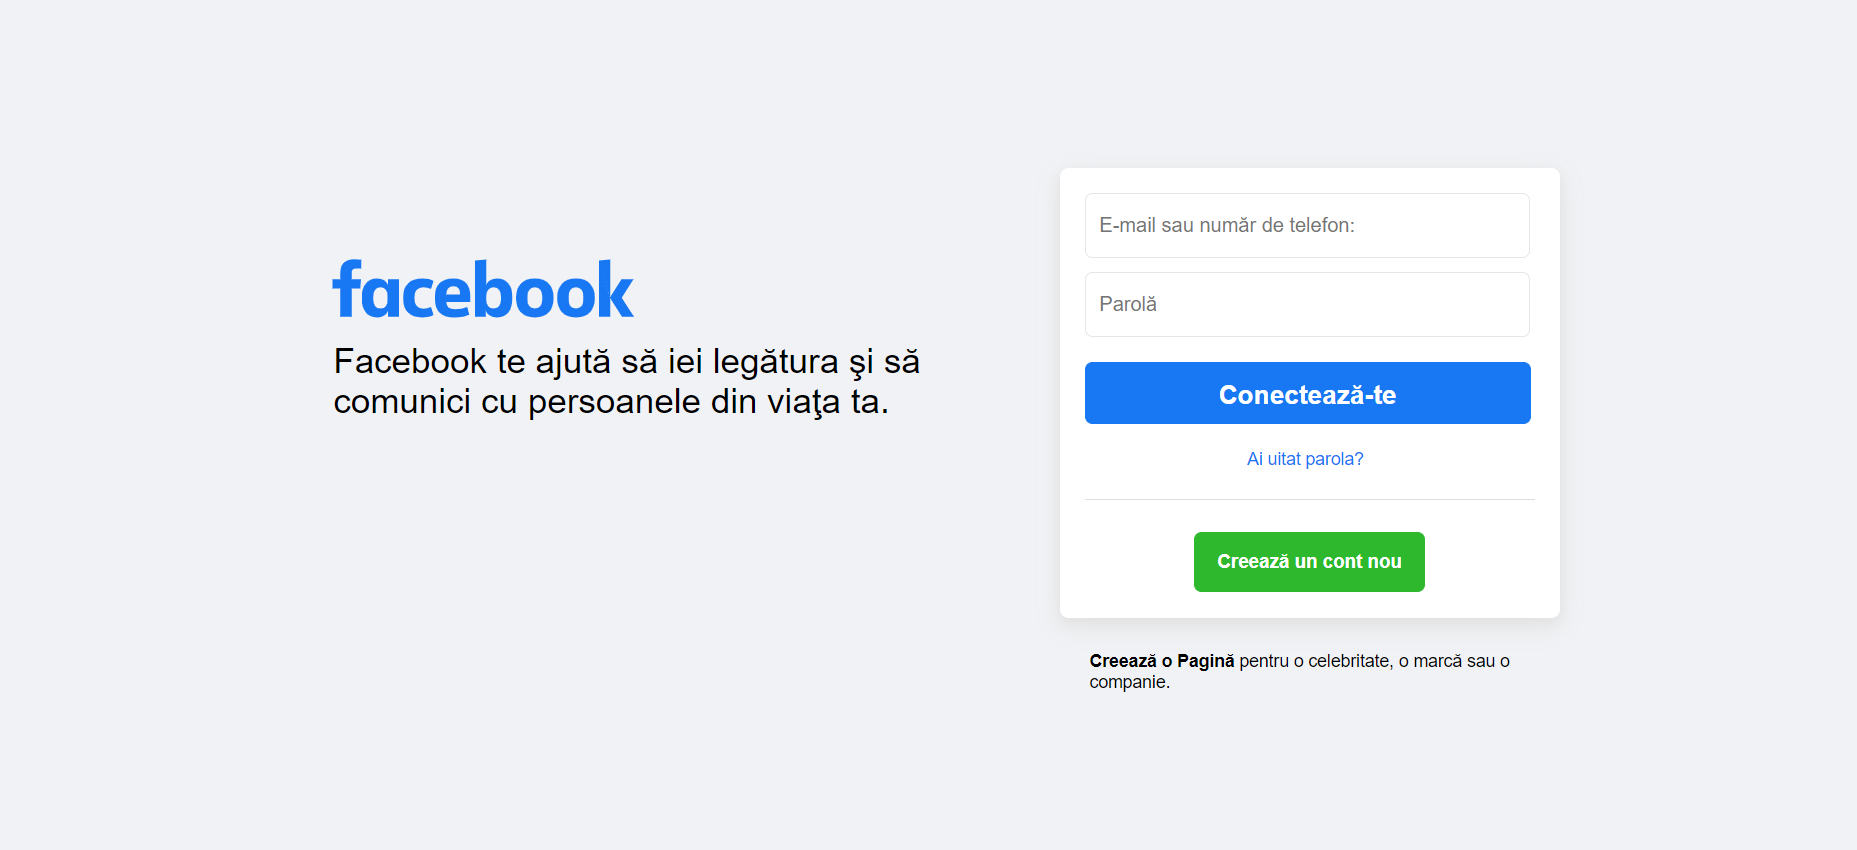 facebook
Facebook te ajută să iei legătura şi să
comunici cu persoanele din viaţa ta.
E-mail sau număr de telefon:
Parolă
Conectează-te
Ai uitat parola?
Creează un cont nou
Creează o Pagină pentru o celebritate, o marcă sau o
companie.